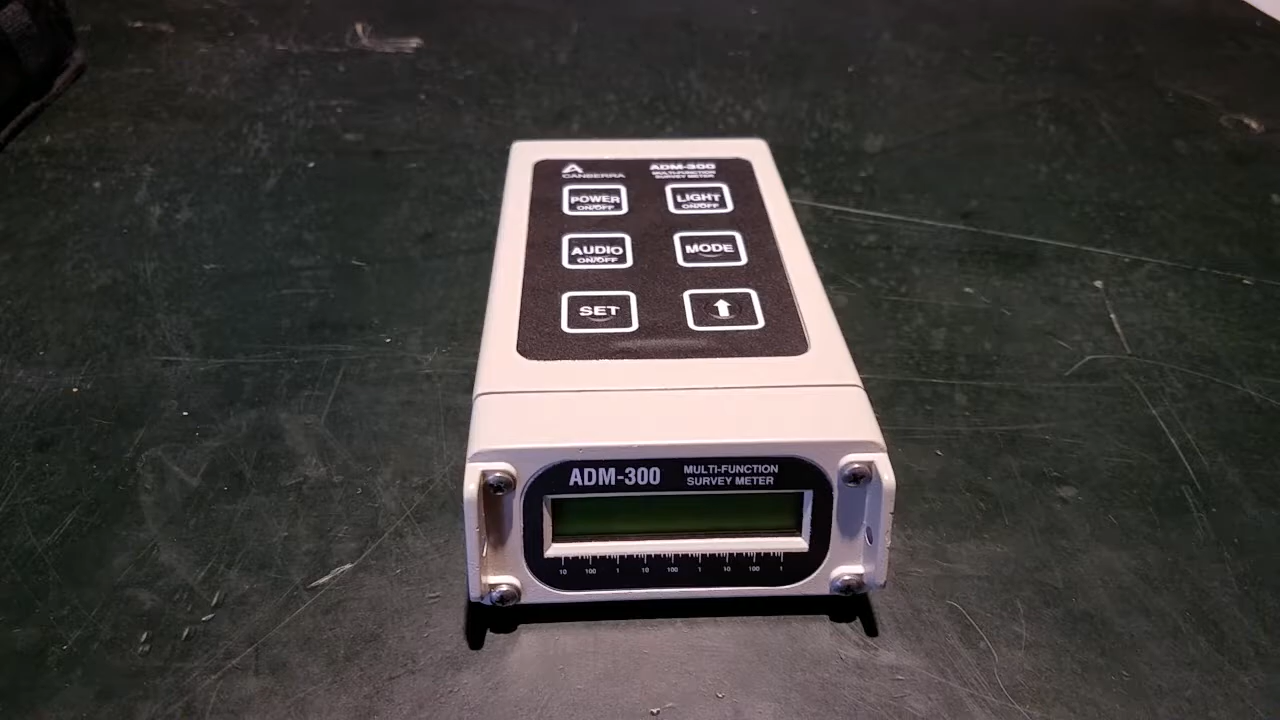 CANBERRA
ADM-300
MULTI-FUNCTION
SURVEY METER
POWER
ON/OFF
LIGHT
ON/OFF
AUDIO
ON/OFF
MODE
SET
ADM-300
MULTI-FUNCTION
SURVEY METER
10 100 1 10 100 1 10 100 1